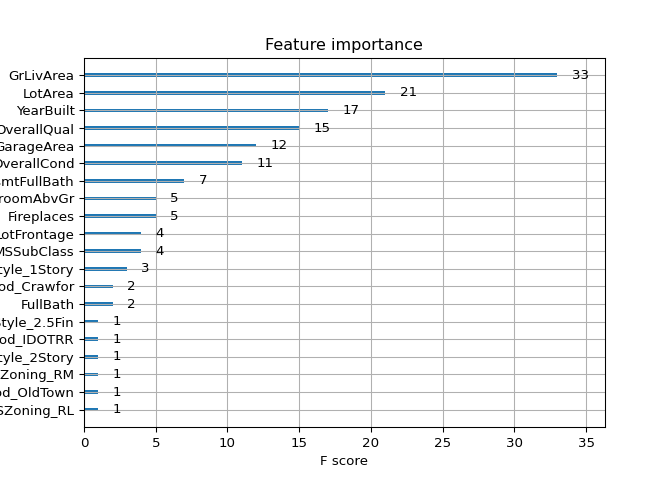 Feature importance
GrLivArea 33
LotArea 21
YearBuilt 17
OverallQual 15
GarageArea 12
OverallCond 11
mtFullBath 7
roomAbvGr 5
Fireplaces 5
LotFrontage 4
MSSubClass 4
tyle_1Story 3
od_Crawfor 2
FullBath 2
Style_2.5Fin 1
od_IDOTRR 1
tyle_2Story 1
Zoning_RM 1
od_OldTown 1
SZoning_RL 1
0 5 10 15 20 25 30 35
F score